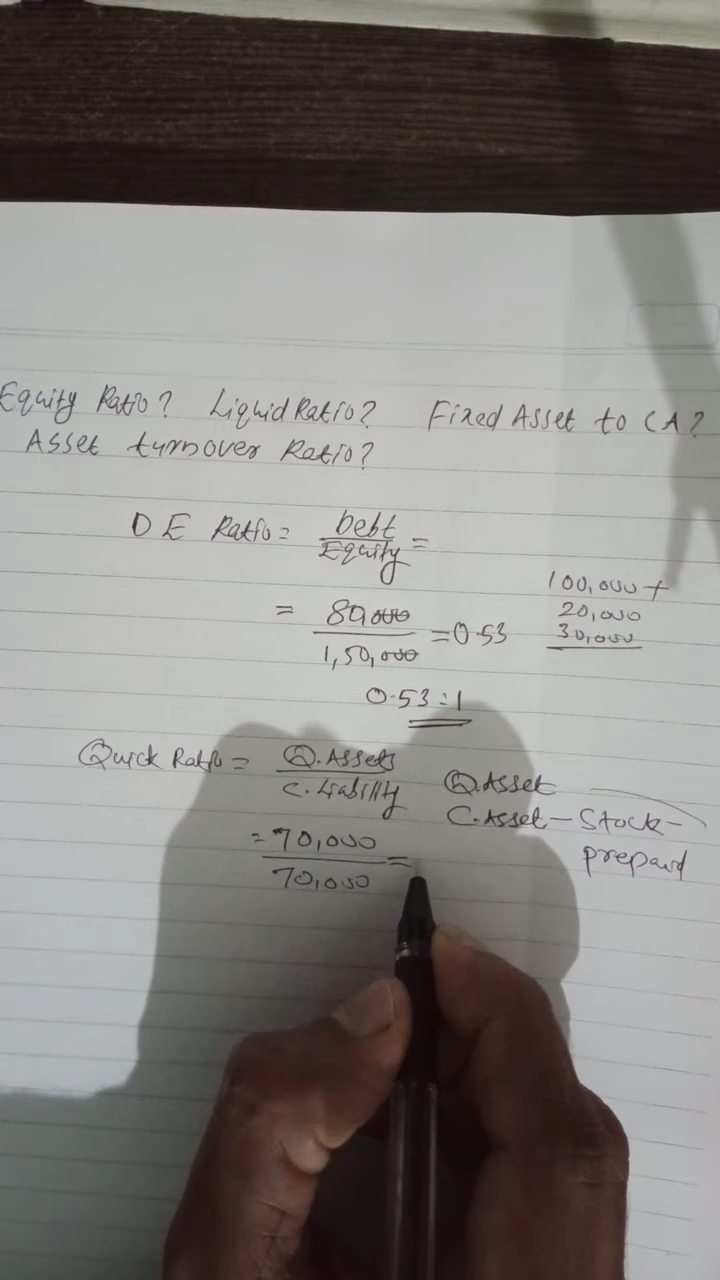 Equity Ratio? Liquid Ratio? Fixed Asset to CA?
Asset turnover Ratio?
DE Ratio = Debt / Equity =
100,000 +
20,000
30,000
= 80,000 / 1,50,000 = 0.53
0.53:1
Quick Ratio = Q.Assets / C.Liability
Q.Asset
C.Asset - Stock -
prepaid
= 70,000 / 70,000 =